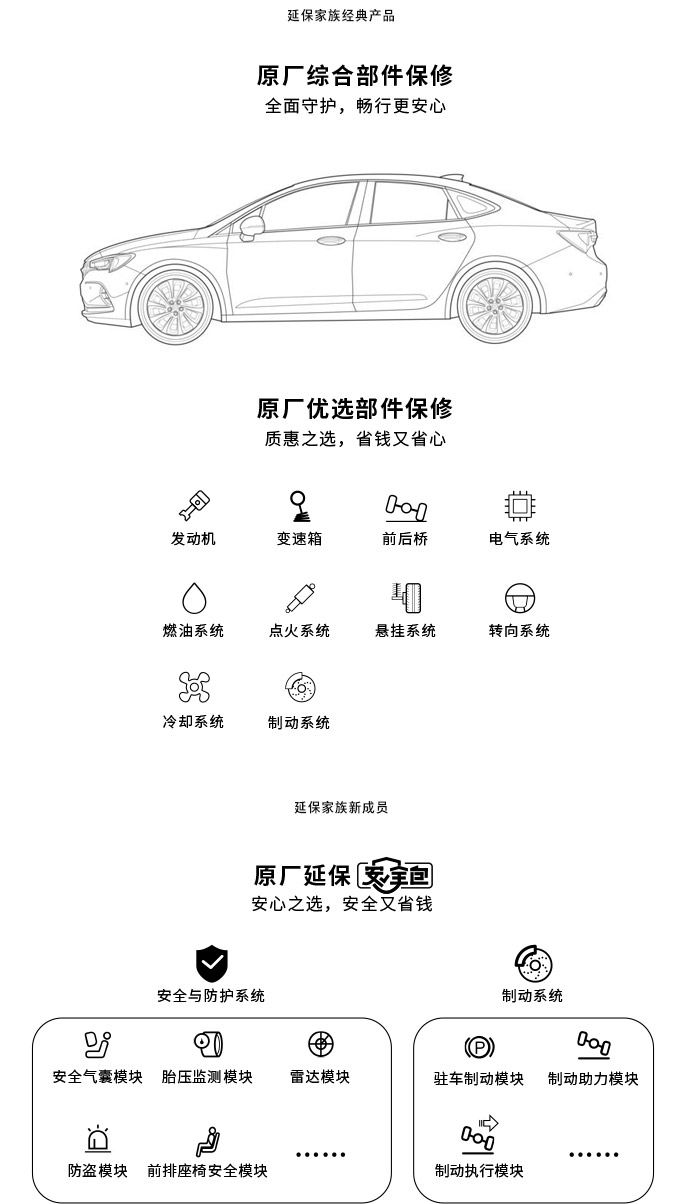 延保家族经典产品
原厂综合部件保修
全面守护，畅行更安心
原厂优选部件保修
质惠之选，省钱又省心
发动机 变速箱 前后桥 电气系统
燃油系统 点火系统 悬挂系统 转向系统
冷却系统 制动系统
延保家族新成员
原厂延保 安全包
安心之选，安全又省钱
安全与防护系统 制动系统
安全气囊模块 胎压监测模块 雷达模块 驻车制动模块 制动助力模块
防盗模块 前排座椅安全模块 …… 制动执行模块 ……